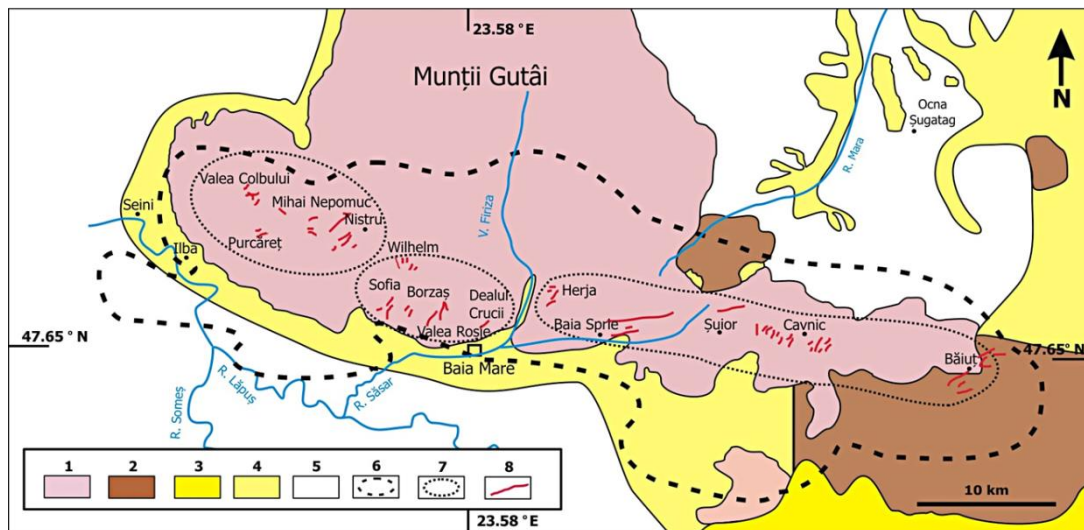 23.58 °E
Munții Gutâi
N
Ocna
Șugatag
R. Mara
Valea Colbului
Mihai Nepomuc
Nistru
Seini
Purcăreț
Ilba
V. Firiza
Wilhelm
Sofia
Borzaș
Dealul
Crucii
Valea Roșie
Herja
Baia Sprie
Șuior
Cavnic
Băiuț
47.65° N
47.65° N
Baia Mare
R. Someș
R. Lăpuș
R. Săsar
1 2 3 4 5 6 7 8
10 km
23.58 °E